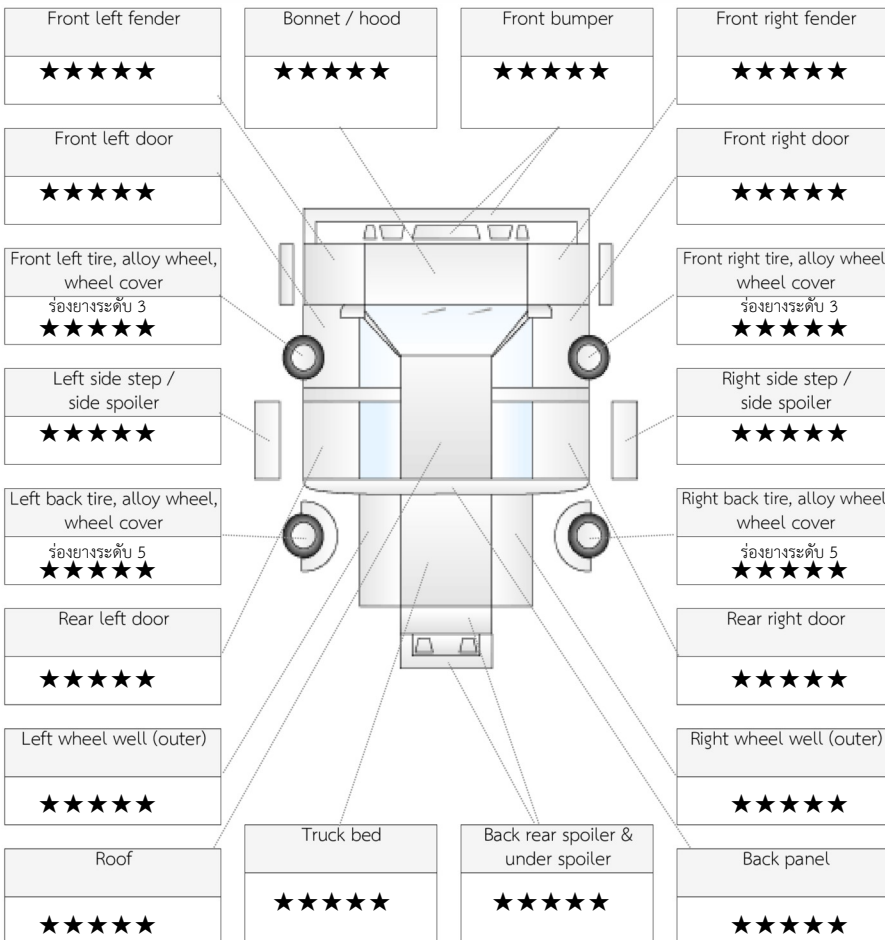 Front left fender
★★★★★
Bonnet / hood
★★★★★
Front bumper
★★★★★
Front right fender
★★★★★
Front left door
★★★★★
Front right door
★★★★★
Front left tire, alloy wheel,
wheel cover
ร่องยางระดับ 3
★★★★★
Front right tire, alloy wheel
wheel cover
ร่องยางระดับ 3
★★★★★
Left side step /
side spoiler
★★★★★
Right side step /
side spoiler
★★★★★
Left back tire, alloy wheel,
wheel cover
ร่องยางระดับ 5
★★★★★
Right back tire, alloy wheel
wheel cover
ร่องยางระดับ 5
★★★★★
Rear left door
★★★★★
Rear right door
★★★★★
Left wheel well (outer)
★★★★★
Right wheel well (outer)
★★★★★
Roof
★★★★★
Truck bed
★★★★★
Back rear spoiler &
under spoiler
★★★★★
Back panel
★★★★★